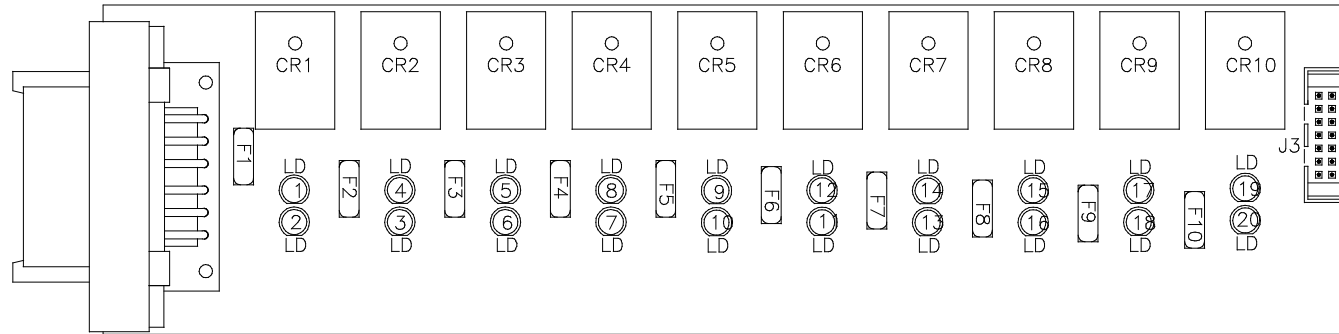 CR1 CR2 CR3 CR4 CR5 CR6 CR7 CR8 CR9 CR10
J3
F1 F2 F3 F4 F5 F6 F7 F8 F9 F10
LD LD LD LD LD LD LD LD LD LD
1 4 5 8 9 12 14 15 17 19
2 3 6 7 10 11 13 16 18 20
LD LD LD LD LD LD LD LD LD LD